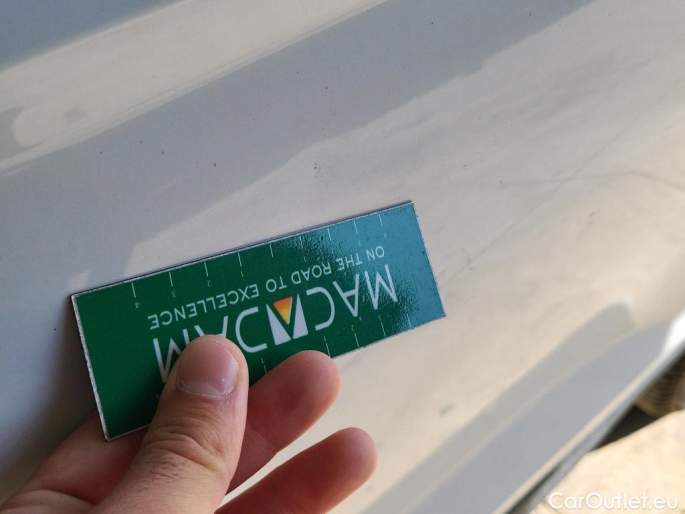 MACADAM
ON THE ROAD TO EXCELLENCE
CarOutlet.eu